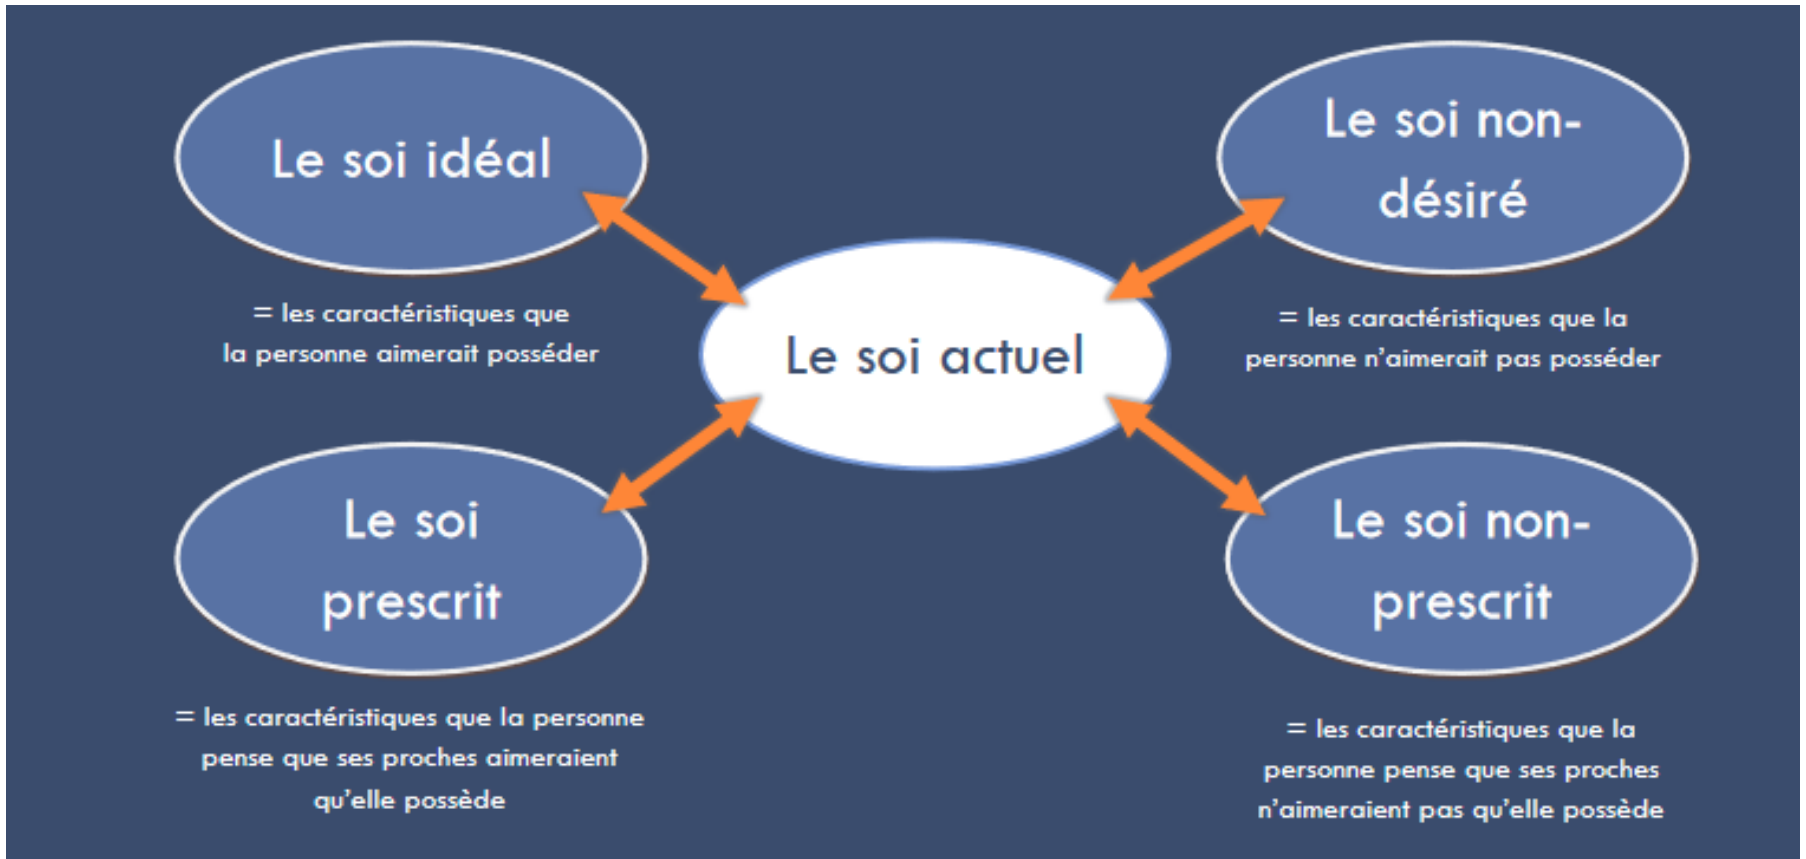 Le soi idéal
= les caractéristiques que
la personne aimerait posséder
Le soi non-
désiré
= les caractéristiques que la
personne n'aimerait pas posséder
Le soi actuel
Le soi
prescrit
= les caractéristiques que la personne
pense que ses proches aimeraient
qu'elle possède
Le soi non-
prescrit
= les caractéristiques que la
personne pense que ses proches
n'aimeraient pas qu'elle possède